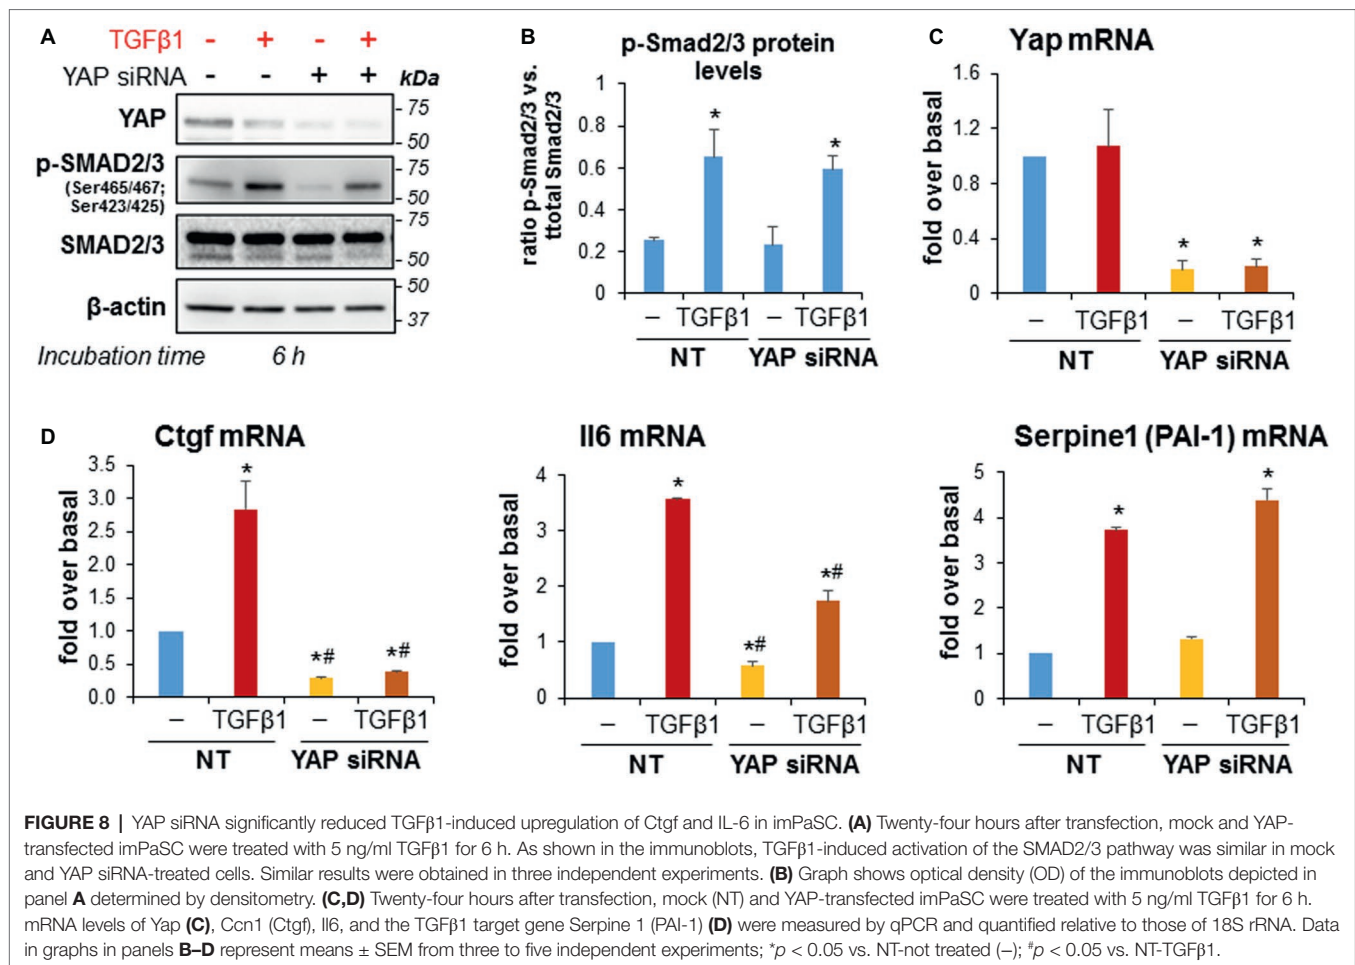 A
TGFβ1 - + - +
YAP siRNA - - + + kDa
YAP
- 75
- 50
p-SMAD2/3
(Ser465/467;
Ser423/425)
- 75
- 50
SMAD2/3
- 75
- 50
β-actin
- 50
- 37
Incubation time 6 h
B
p-Smad2/3 protein
levels
ratio p-Smad2/3 vs.
ttotal Smad2/3
1
0.8
0.6
0.4
0.2
0
* *
– TGFβ1 – TGFβ1
NT YAP siRNA
C
Yap mRNA
fold over basal
1.6
1.2
0.8
0.4
0
* *
– TGFβ1 – TGFβ1
NT YAP siRNA
D
Ctgf mRNA
fold over basal
3.5
3.0
2.5
2.0
1.5
1.0
0.5
0.0
* *# *#
– TGFβ1 – TGFβ1
NT YAP siRNA
Il6 mRNA
fold over basal
4
3
2
1
0
* *# *#
– TGFβ1 – TGFβ1
NT YAP siRNA
Serpine1 (PAI-1) mRNA
fold over basal
5
4
3
2
1
0
* *
– TGFβ1 – TGFβ1
NT YAP siRNA
FIGURE 8 | YAP siRNA significantly reduced TGFβ1-induced upregulation of Ctgf and IL-6 in imPaSC. (A) Twenty-four hours after transfection, mock and YAP-
transfected imPaSC were treated with 5 ng/ml TGFβ1 for 6 h. As shown in the immunoblots, TGFβ1-induced activation of the SMAD2/3 pathway was similar in mock
and YAP siRNA-treated cells. Similar results were obtained in three independent experiments. (B) Graph shows optical density (OD) of the immunoblots depicted in
panel A determined by densitometry. (C,D) Twenty-four hours after transfection, mock (NT) and YAP-transfected imPaSC were treated with 5 ng/ml TGFβ1 for 6 h.
mRNA levels of Yap (C), Ccn1 (Ctgf), Il6, and the TGFβ1 target gene Serpine 1 (PAI-1) (D) were measured by qPCR and quantified relative to those of 18S rRNA. Data
in graphs in panels B–D represent means ± SEM from three to five independent experiments; *p < 0.05 vs. NT-not treated (–); #p < 0.05 vs. NT-TGFβ1.